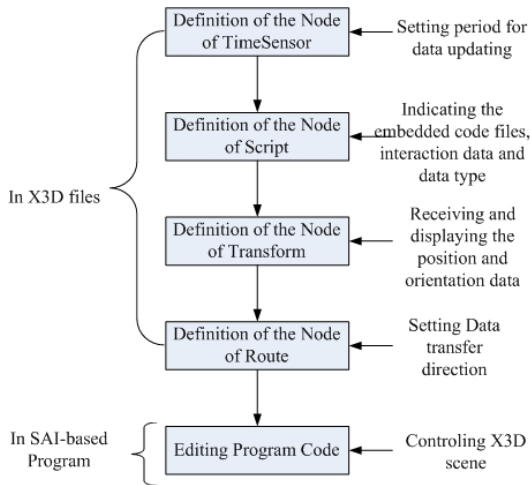 Definition of the Node
of TimeSensor
Setting period for
data updating
Definition of the Node
of Script
Indicating the
embedded code files,
interaction data and
data type
In X3D files
Definition of the Node
of Transform
Receiving and
displaying the
position and
orientation data
Definition of the Node
of Route
Setting Data
transfer
direction
In SAI-based
Program
Editing Program Code
Controling X3D
scene